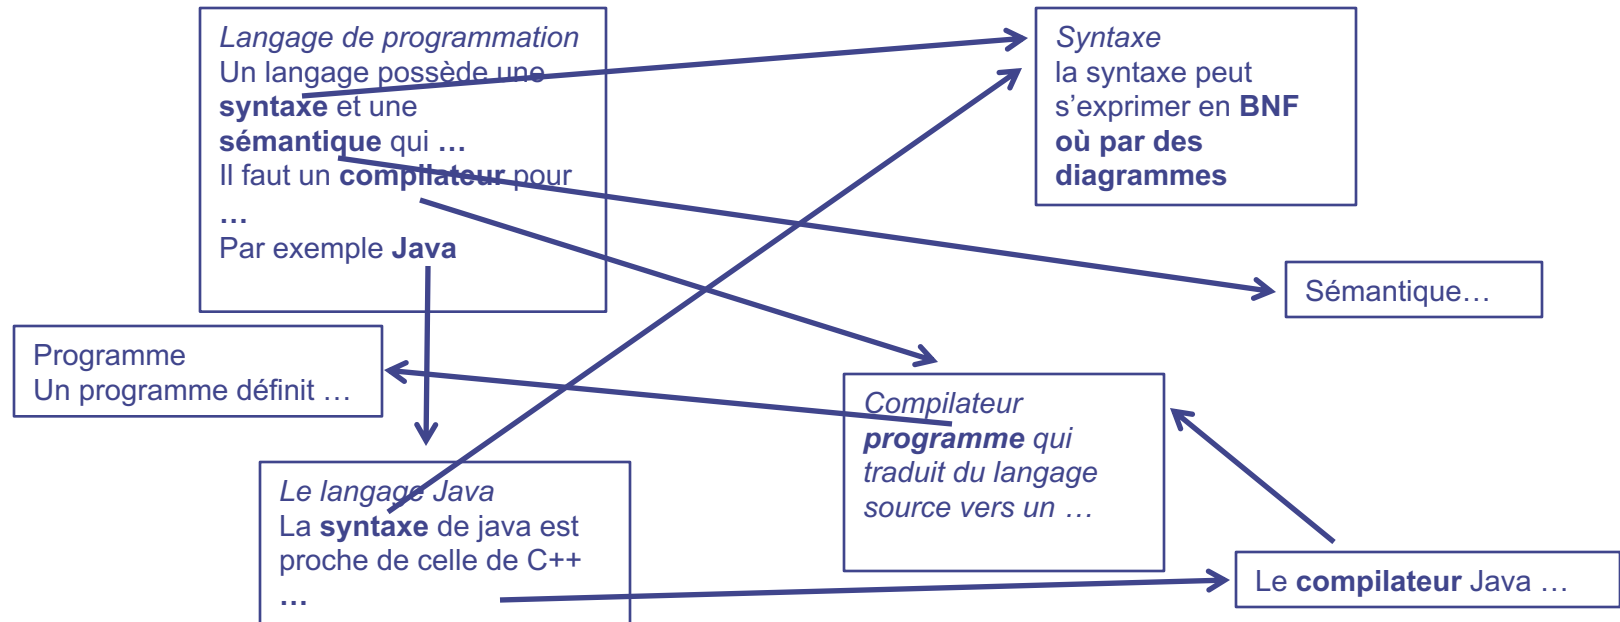 Langage de programmation
Un langage possède une
syntaxe et une
sémantique qui …
Il faut un compilateur pour
…
Par exemple Java
Syntaxe
la syntaxe peut
s’exprimer en BNF
où par des
diagrammes
Sémantique…
Programme
Un programme définit …
Compilateur
programme qui
traduit du langage
source vers un …
Le langage Java
La syntaxe de java est
proche de celle de C++
…
Le compilateur Java …